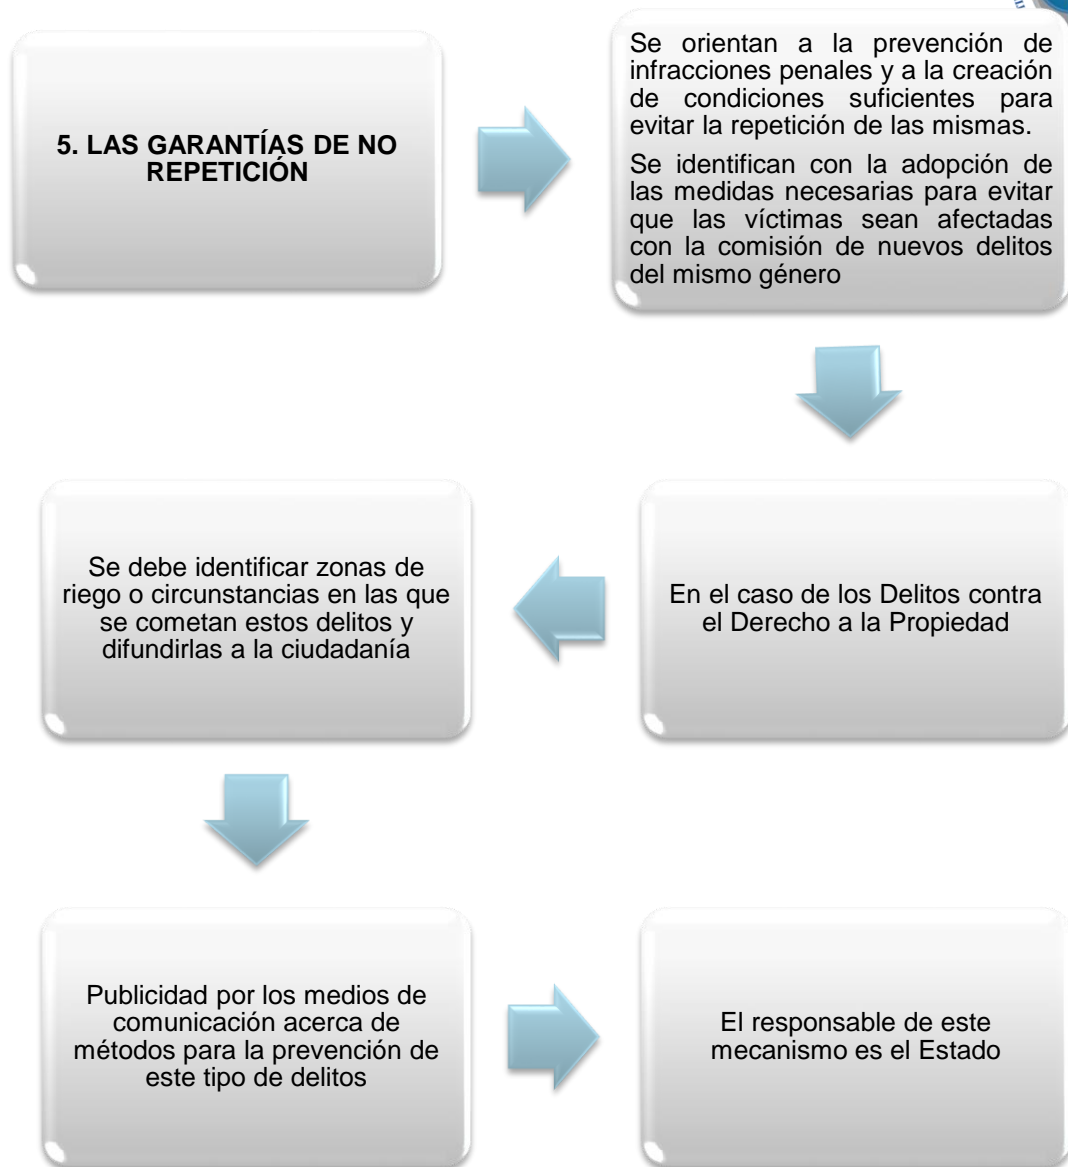 5. LAS GARANTÍAS DE NO
REPETICIÓN
Se orientan a la prevención de
infracciones penales y a la creación
de condiciones suficientes para
evitar la repetición de las mismas.
Se identifican con la adopción de
las medidas necesarias para evitar
que las víctimas sean afectadas
con la comisión de nuevos delitos
del mismo género
En el caso de los Delitos contra
el Derecho a la Propiedad
Se debe identificar zonas de
riego o circunstancias en las que
se cometan estos delitos y
difundirlas a la ciudadanía
Publicidad por los medios de
comunicación acerca de
métodos para la prevención de
este tipo de delitos
El responsable de este
mecanismo es el Estado